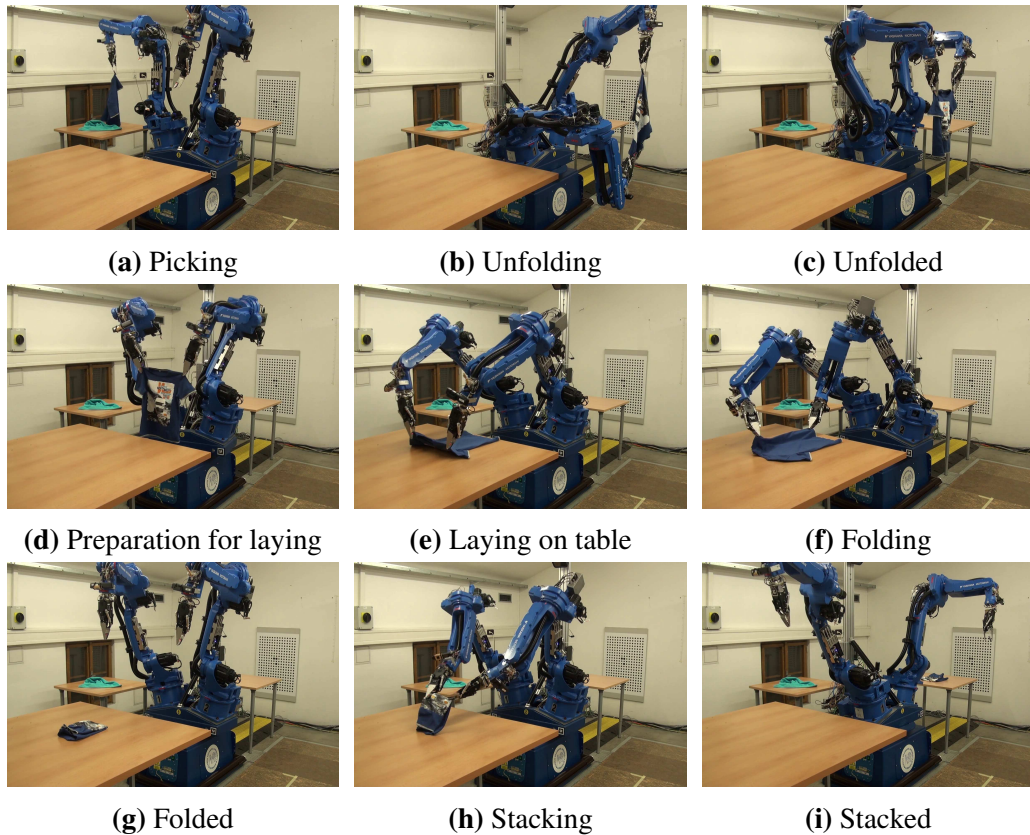 (a) Picking
(b) Unfolding
(c) Unfolded
(d) Preparation for laying
(e) Laying on table
(f) Folding
(g) Folded
(h) Stacking
(i) Stacked